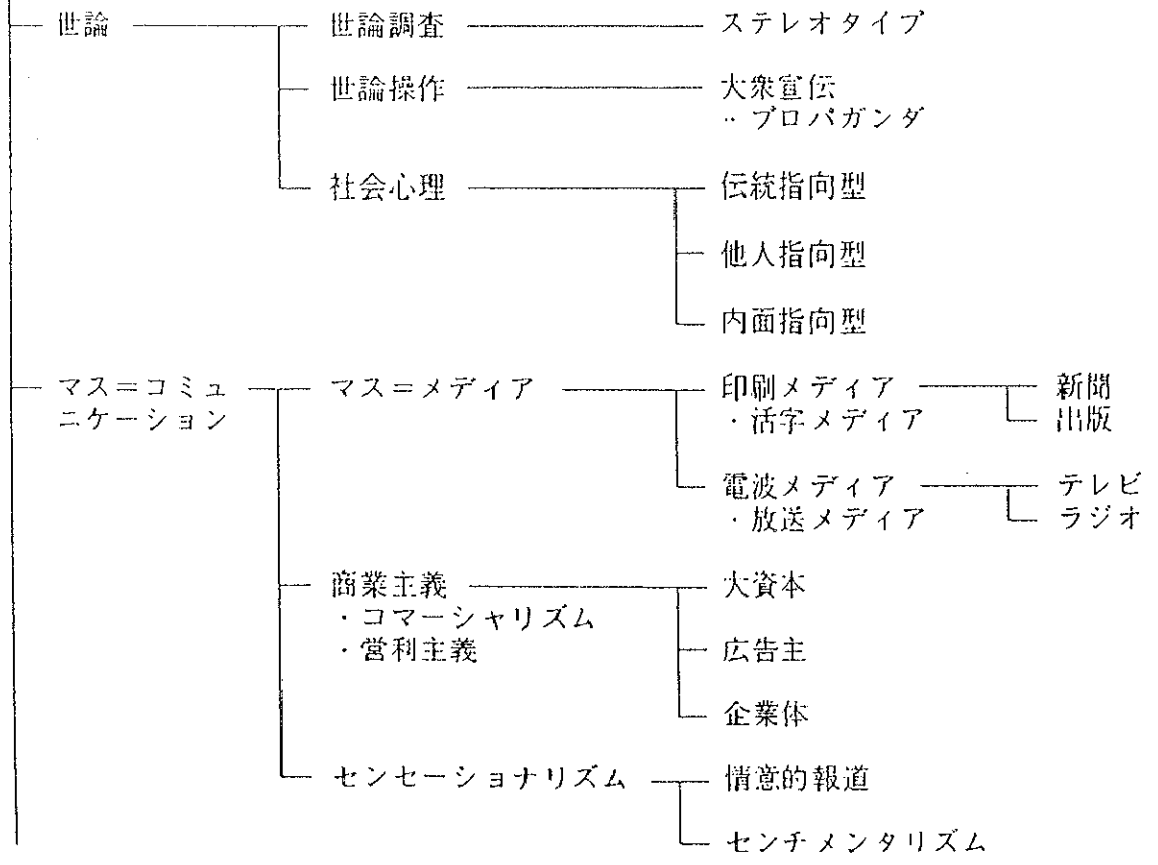 世論 世論調査 ステレオタイプ
世論操作 大衆宣伝
・プロパガンダ
社会心理 伝統指向型
他人指向型
内面指向型
マス＝コミュ マス＝メディア 印刷メディア 新聞
ニケーション ・活字メディア 出版
電波メディア テレビ
・放送メディア ラジオ
商業主義 大資本
・コマーシャリズム
・営利主義 広告主
企業体
センセーショナリズム 情意的報道
センチメンタリズム